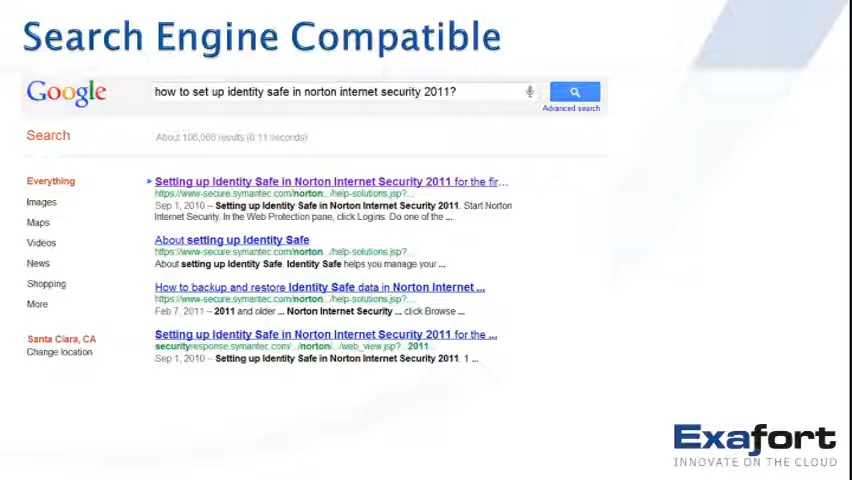 Search Engine Compatible
Google
how to set up identity safe in norton internet security 2011?
Advanced search
Search
About 106,000 results (0.11 seconds)
Everything
Images
Maps
Videos
News
Shopping
More
Santa Clara, CA
Change location
Setting up Identity Safe in Norton Internet Security 2011 for the fir...
https://www-secure.symantec.com/norton.../help-solutions.jsp?...
Sep 1, 2010 – Setting up Identity Safe in Norton Internet Security 2011. Start Norton
Internet Security. In the Web Protection pane, click Logins. Do one of the ...
About setting up Identity Safe
https://www-secure.symantec.com/norton.../help-solutions.jsp?...
About setting up Identity Safe. Identity Safe helps you manage your ...
How to backup and restore Identity Safe data in Norton Internet ...
https://www-secure.symantec.com/norton.../help-solutions.jsp?...
Feb 7, 2011 – 2011 and older ... Norton Internet Security ... click Browse ...
Setting up Identity Safe in Norton Internet Security 2011 for the ...
securityresponse.symantec.com/.../norton/.../web_view.jsp?...2011...
Sep 1, 2010 – Setting up Identity Safe in Norton Internet Security 2011. 1 ...
Exafort
INNOVATE ON THE CLOUD